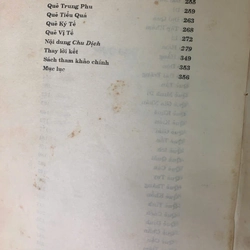 Quẻ Trung Phu 255
Quẻ Tiểu Quá 259
Quẻ Ký Tế 263
Quẻ Vị Tế 268
Nội dung Chu Dịch 272
Thay lời kết 279
Sách tham khảo chính 349
Mục lục 353
356